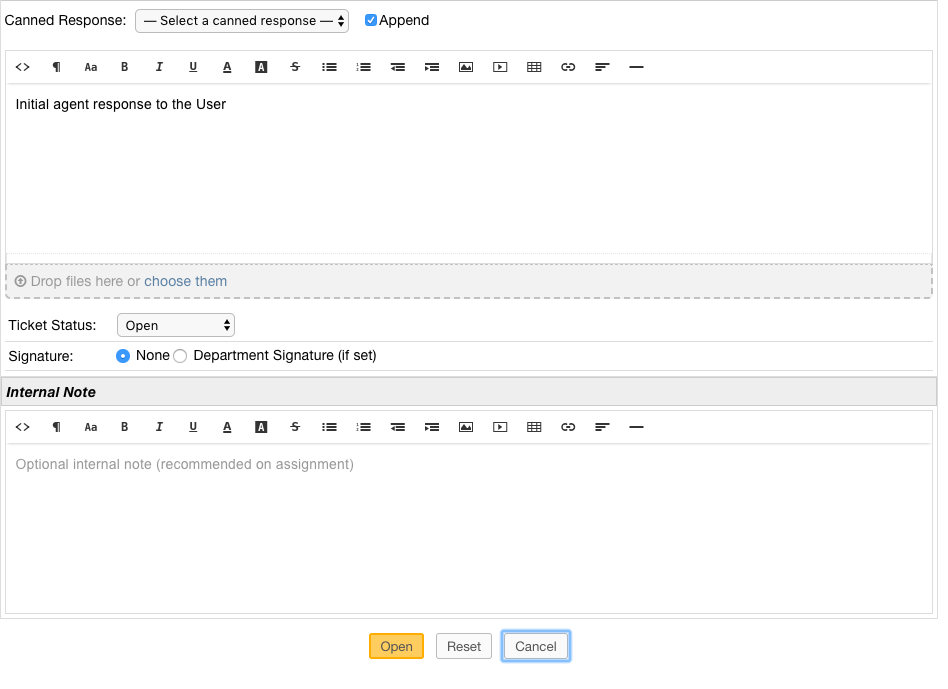 Canned Response: — Select a canned response — Append
<> ¶ Aa B I U A A S
Initial agent response to the User
Drop files here or choose them
Ticket Status: Open
Signature: None Department Signature (if set)
Internal Note
<> ¶ Aa B I U A A S
Optional internal note (recommended on assignment)
Open Reset Cancel